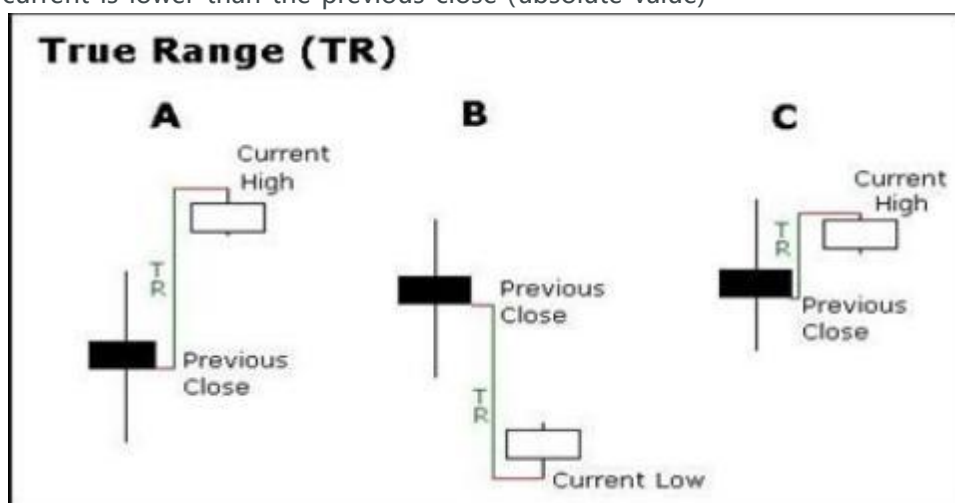 current is lower than the previous close (absolute value)
True Range (TR)
A
B
C
Current
High
TR
Previous
Close
Previous
Close
TR
Current Low
Current
High
TR
Previous
Close